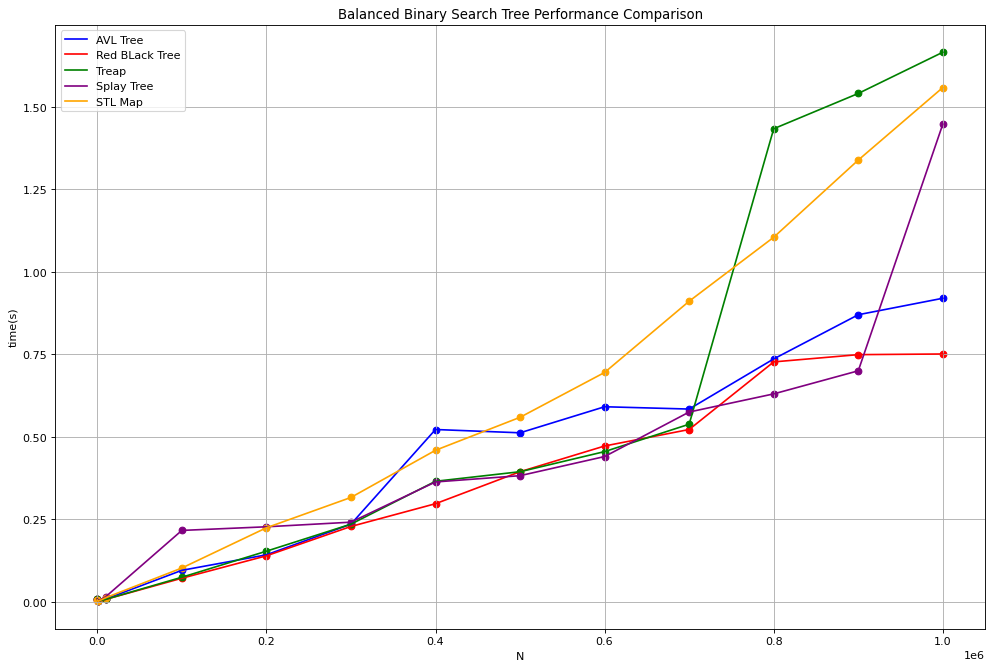 Balanced Binary Search Tree Performance Comparison
AVL Tree
Red BLack Tree
Treap
Splay Tree
STL Map
1.50
1.25
1.00
0.75
0.50
0.25
0.00
time(s)
0.0
0.2
0.4
0.6
0.8
1.0
1e6
N